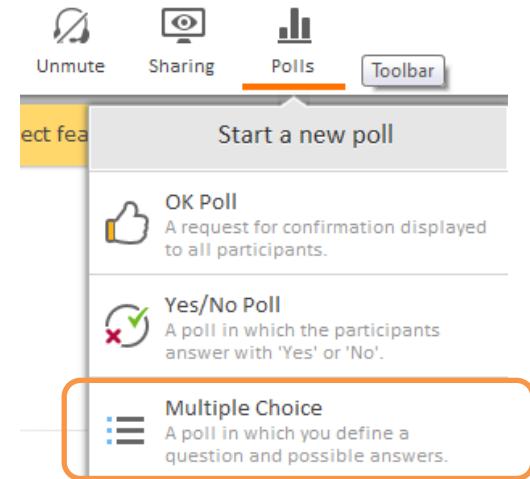 Unmute Sharing Polls Toolbar
ect fea Start a new poll
OK Poll
A request for confirmation displayed
to all participants.
Yes/No Poll
A poll in which the participants
answer with 'Yes' or 'No'.
Multiple Choice
A poll in which you define a
question and possible answers.